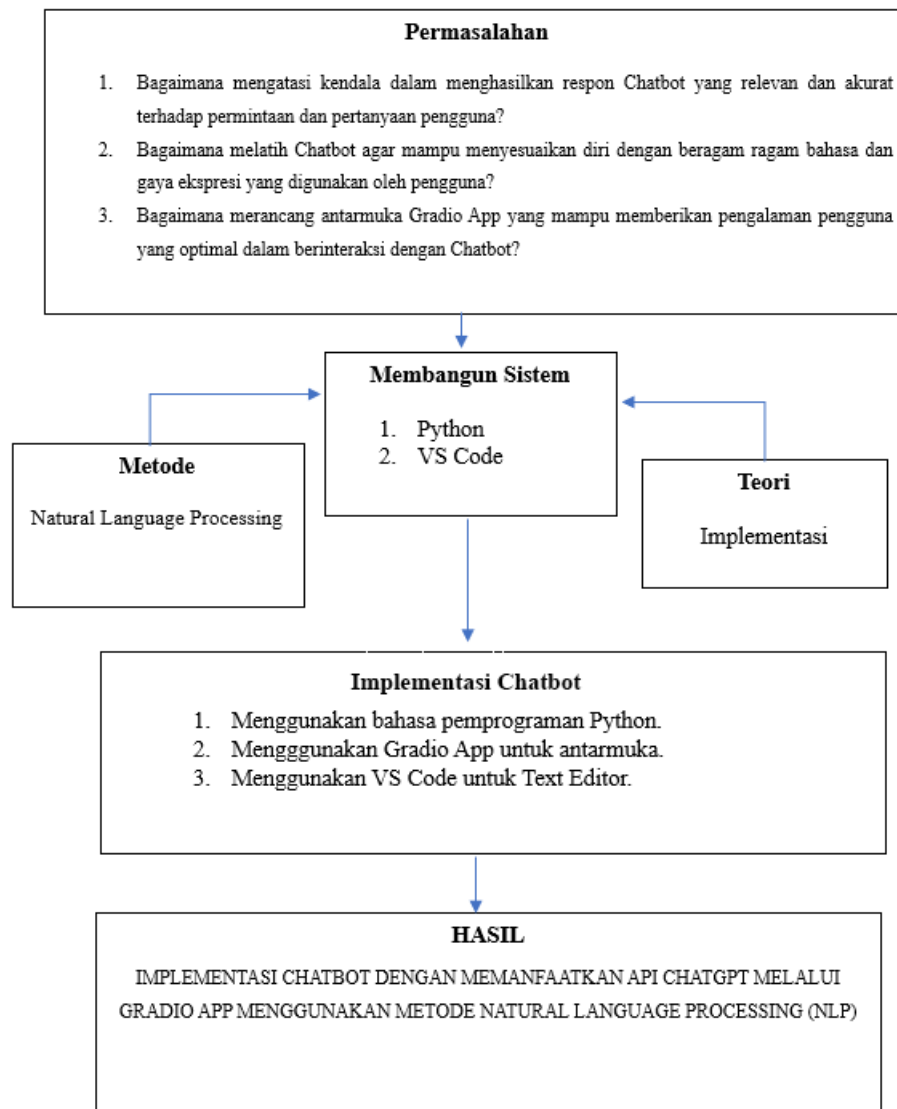 Permasalahan
1. Bagaimana mengatasi kendala dalam menghasilkan respon Chatbot yang relevan dan akurat
terhadap permintaan dan pertanyaan pengguna?
2. Bagaimana melatih Chatbot agar mampu menyesuaikan diri dengan beragam ragam bahasa dan
gaya ekspresi yang digunakan oleh pengguna?
3. Bagaimana merancang antarmuka Gradio App yang mampu memberikan pengalaman pengguna
yang optimal dalam berinteraksi dengan Chatbot?
Membangun Sistem
1. Python
2. VS Code
Metode
Natural Language Processing
Teori
Implementasi
Implementasi Chatbot
1. Menggunakan bahasa pemprograman Python.
2. Mengggunakan Gradio App untuk antarmuka.
3. Menggunakan VS Code untuk Text Editor.
HASIL
IMPLEMENTASI CHATBOT DENGAN MEMANFAATKAN API CHATGPT MELALUI
GRADIO APP MENGGUNAKAN METODE NATURAL LANGUAGE PROCESSING (NLP)